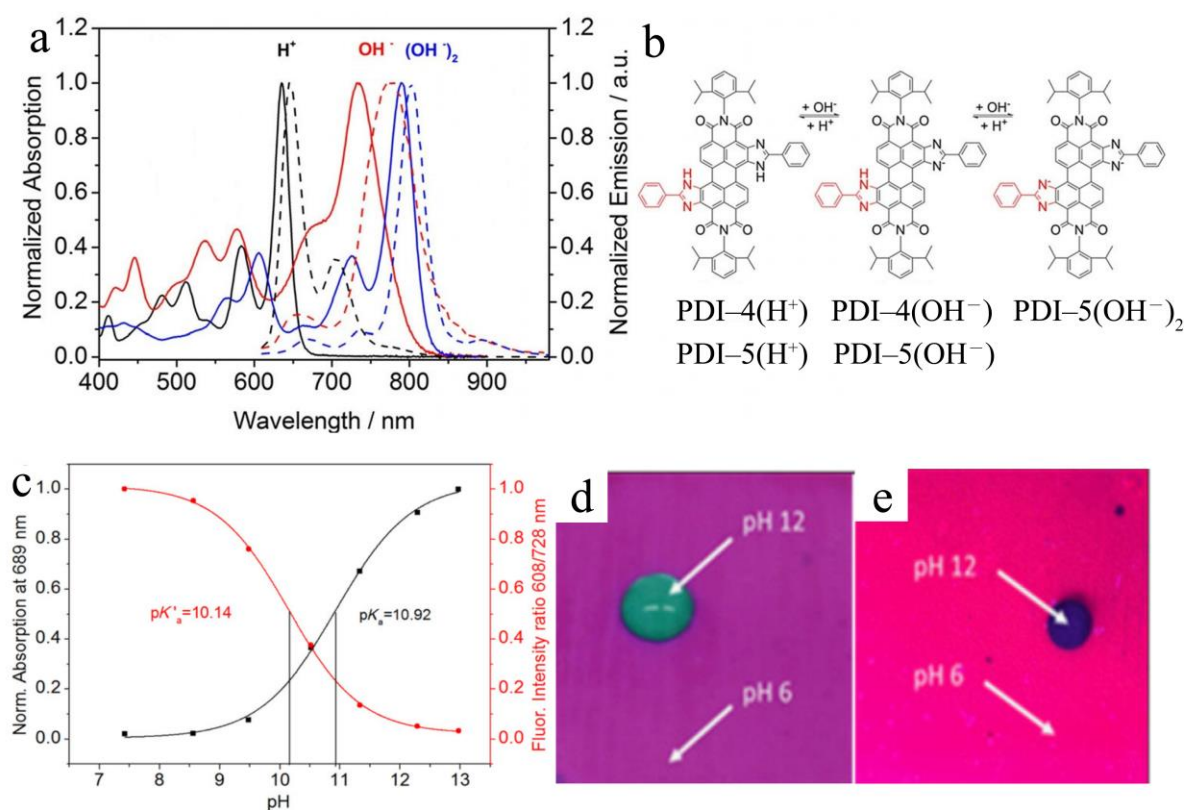 a
H⁺ OH⁻ (OH⁻)₂
Normalized Absorption
Normalized Emission / a.u.
1.2 1.2
1.0 1.0
0.8 0.8
0.6 0.6
0.4 0.4
0.2 0.2
0.0 0.0
400 500 600 700 800 900
Wavelength / nm
b
+ OH⁻ + OH⁻
+ H⁺ + H⁺
O N O O N O O N O
N N N
N H N⁻ N⁻
H N H N N⁻
N N N
O N O O N O O N O
PDI–4(H⁺) PDI–4(OH⁻) PDI–5(OH⁻)₂
PDI–5(H⁺) PDI–5(OH⁻)
c
Norm. Absorption at 689 nm
Fluor. Intensity ratio 608/728 nm
1.0 1.0
0.8 0.8
0.6 0.6
0.4 0.4
0.2 0.2
0.0 0.0
pK'ₐ=10.14 pKₐ=10.92
7 8 9 10 11 12 13
pH
d
pH 12
pH 6
e
pH 12
pH 6